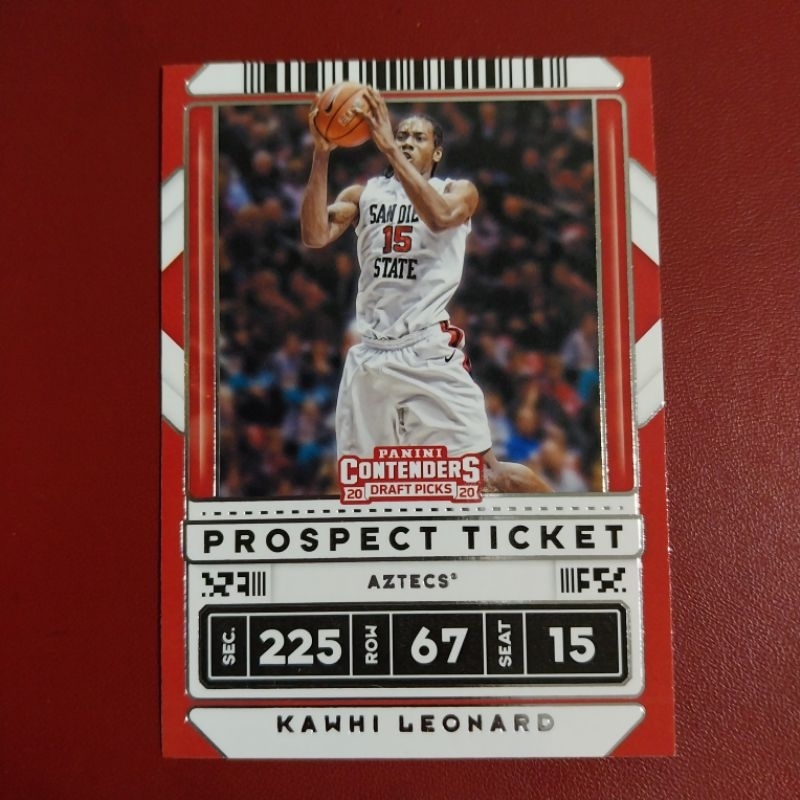 SAN DIE
15
STATE
PANINI
CONTENDERS
20 DRAFT PICKS 20
PROSPECT TICKET
AZTECS®
SEC. 225 ROW 67 SEAT 15
KAWHI LEONARD